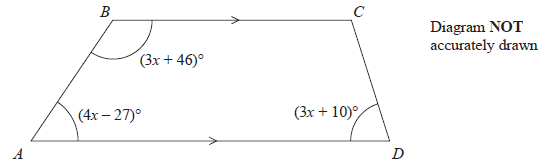 B
C
Diagram NOT
accurately drawn
(3x + 46)°
(4x – 27)°
(3x + 10)°
A
D